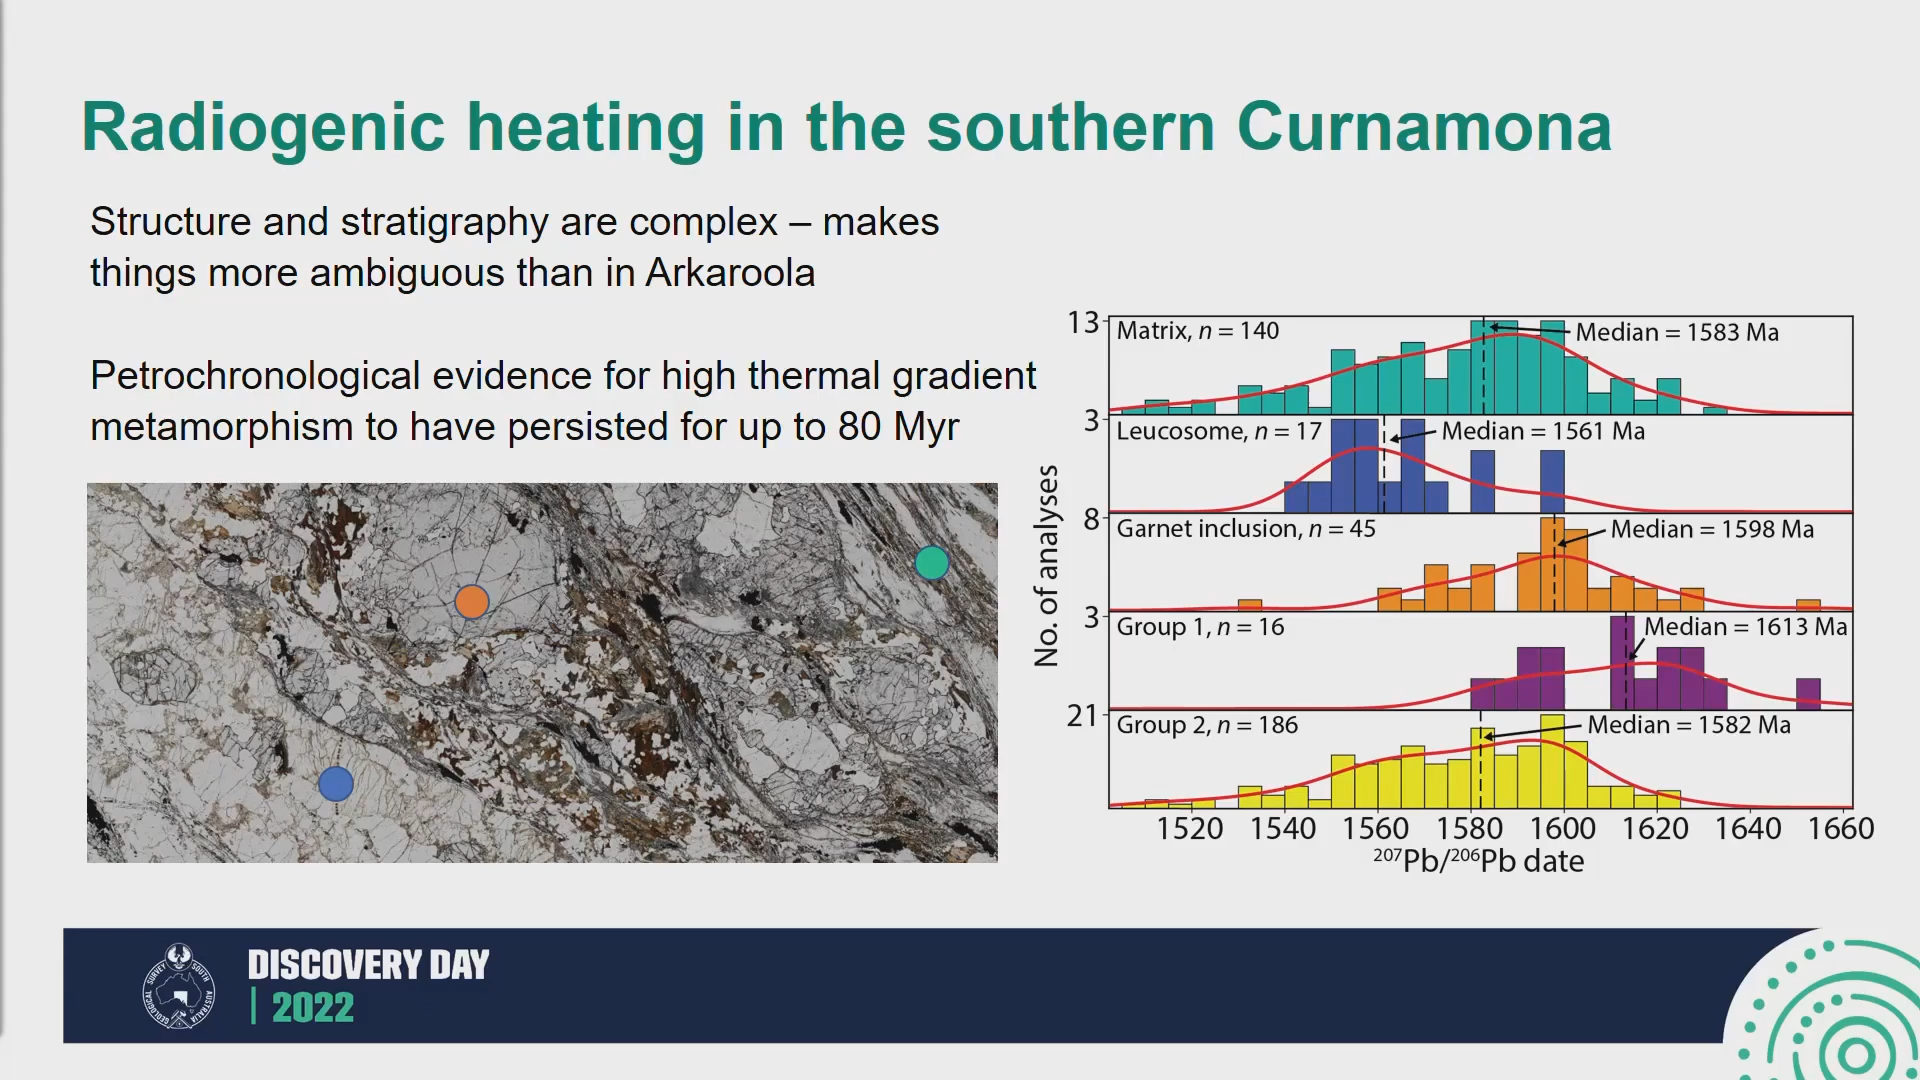 Radiogenic heating in the southern Curnamona
Structure and stratigraphy are complex – makes
things more ambiguous than in Arkaroola
Petrochronological evidence for high thermal gradient
metamorphism to have persisted for up to 80 Myr
No. of analyses
13
Matrix, n = 140
Median = 1583 Ma
3
Leucosome, n = 17
Median = 1561 Ma
8
Garnet inclusion, n = 45
Median = 1598 Ma
3
Group 1, n = 16
Median = 1613 Ma
21
Group 2, n = 186
Median = 1582 Ma
1520 1540 1560 1580 1600 1620 1640 1660
²⁰⁷Pb/²⁰⁶Pb date
GEOLOGICAL SURVEY SOUTH AUSTRALIA
DISCOVERY DAY
| 2022